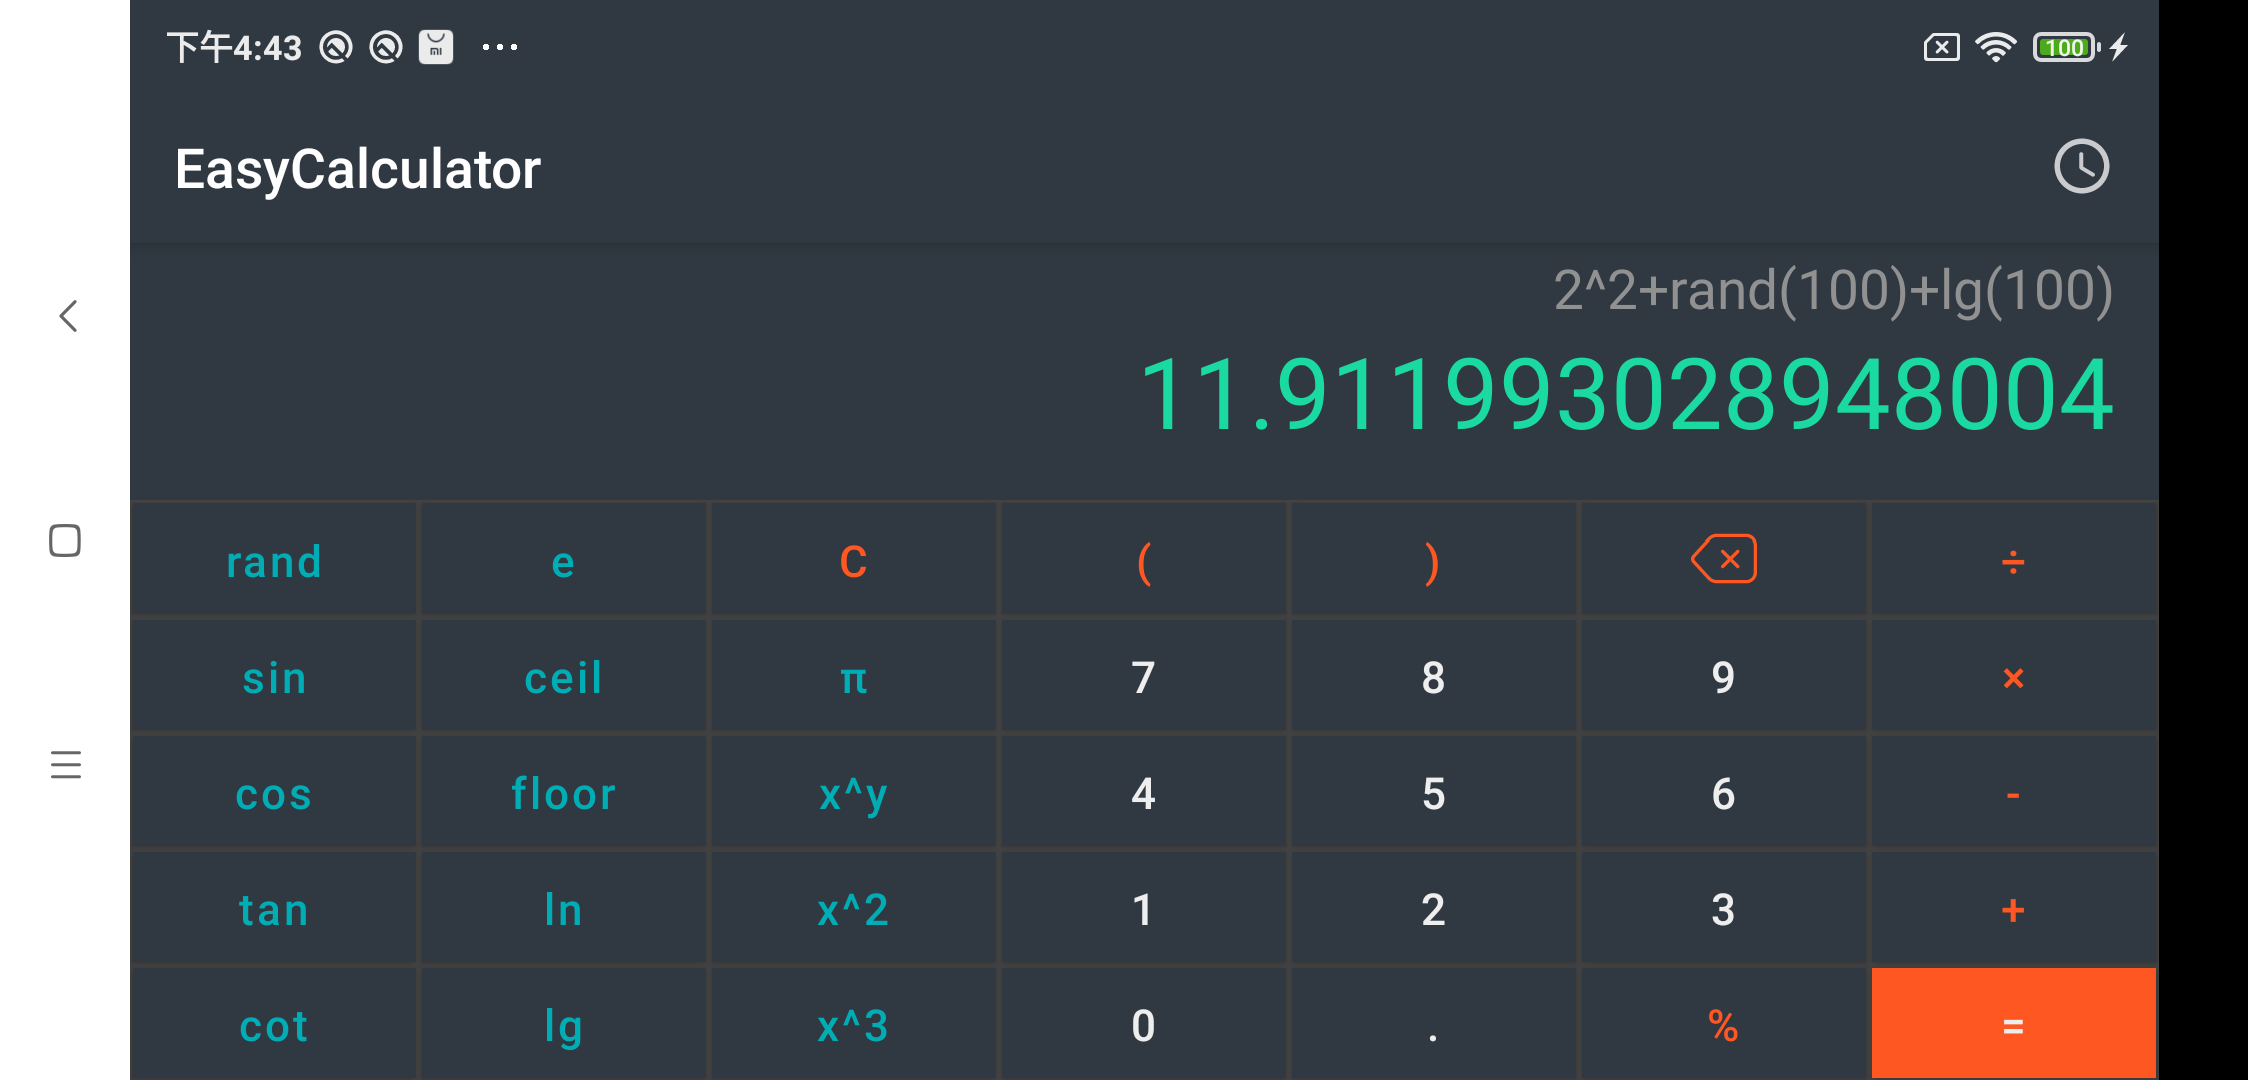 下午4:43 mi ... 100
EasyCalculator
2^2+rand(100)+lg(100)
11.911993028948004
rand e C ( ) ÷
sin ceil π 7 8 9 ×
cos floor x^y 4 5 6 -
tan ln x^2 1 2 3 +
cot lg x^3 0 . % =